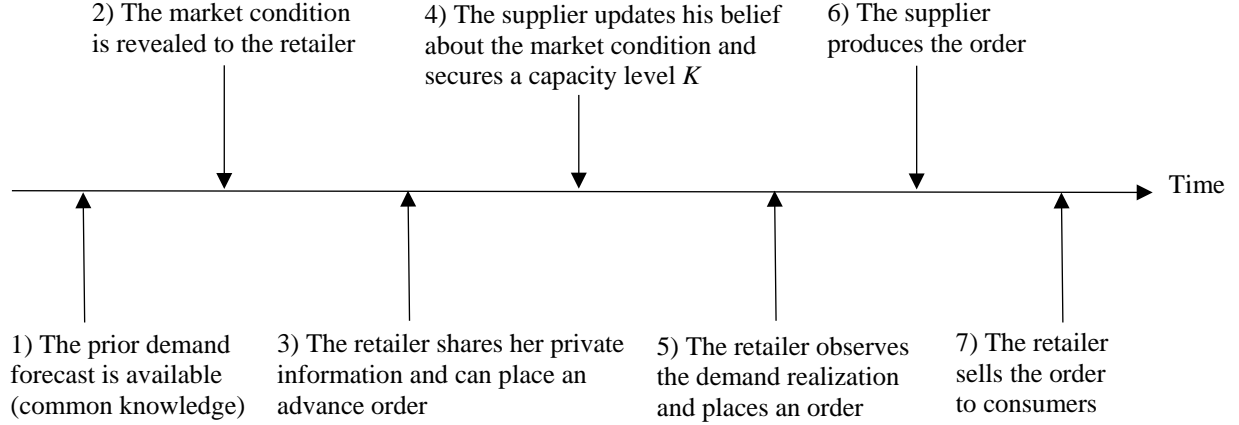 2) The market condition
is revealed to the retailer
4) The supplier updates his belief
about the market condition and
secures a capacity level K
6) The supplier
produces the order
Time
1) The prior demand
forecast is available
(common knowledge)
3) The retailer shares her private
information and can place an
advance order
5) The retailer observes
the demand realization
and places an order
7) The retailer
sells the order
to consumers